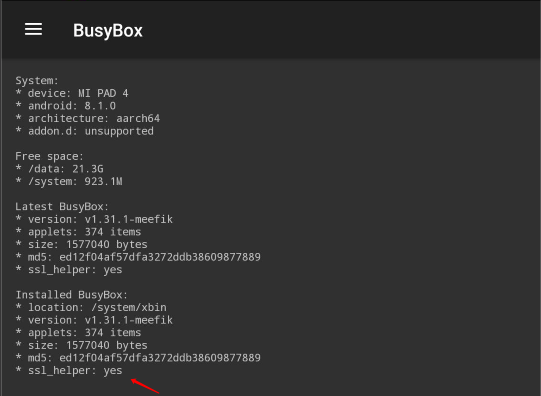 BusyBox
System:
* device: MI PAD 4
* android: 8.1.0
* architecture: aarch64
* addon.d: unsupported
Free space:
* /data: 21.3G
* /system: 923.1M
Latest BusyBox:
* version: v1.31.1-meefik
* applets: 374 items
* size: 1577040 bytes
* md5: ed12f04af57dfa3272ddb38609877889
* ssl_helper: yes
Installed BusyBox:
* location: /system/xbin
* version: v1.31.1-meefik
* applets: 374 items
* size: 1577040 bytes
* md5: ed12f04af57dfa3272ddb38609877889
* ssl_helper: yes